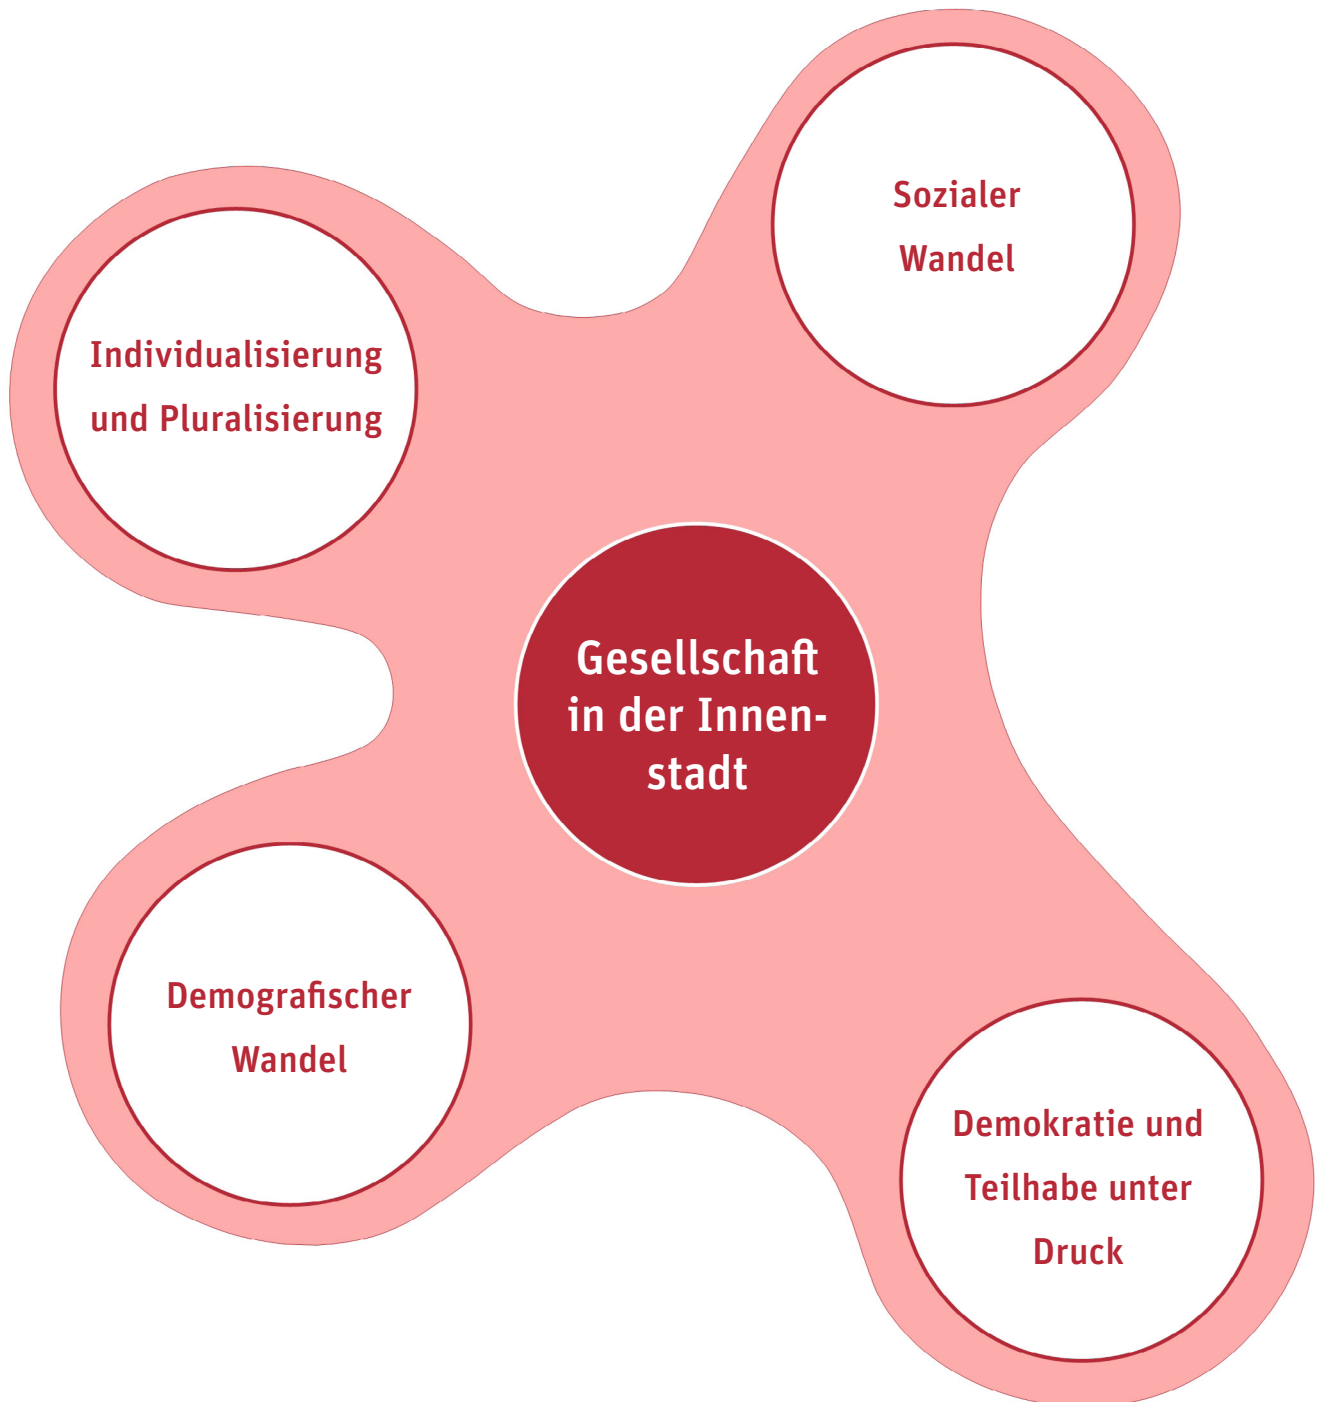 Sozialer
Wandel
Individualisierung
und Pluralisierung
Gesellschaft
in der Innen-
stadt
Demografischer
Wandel
Demokratie und
Teilhabe unter
Druck